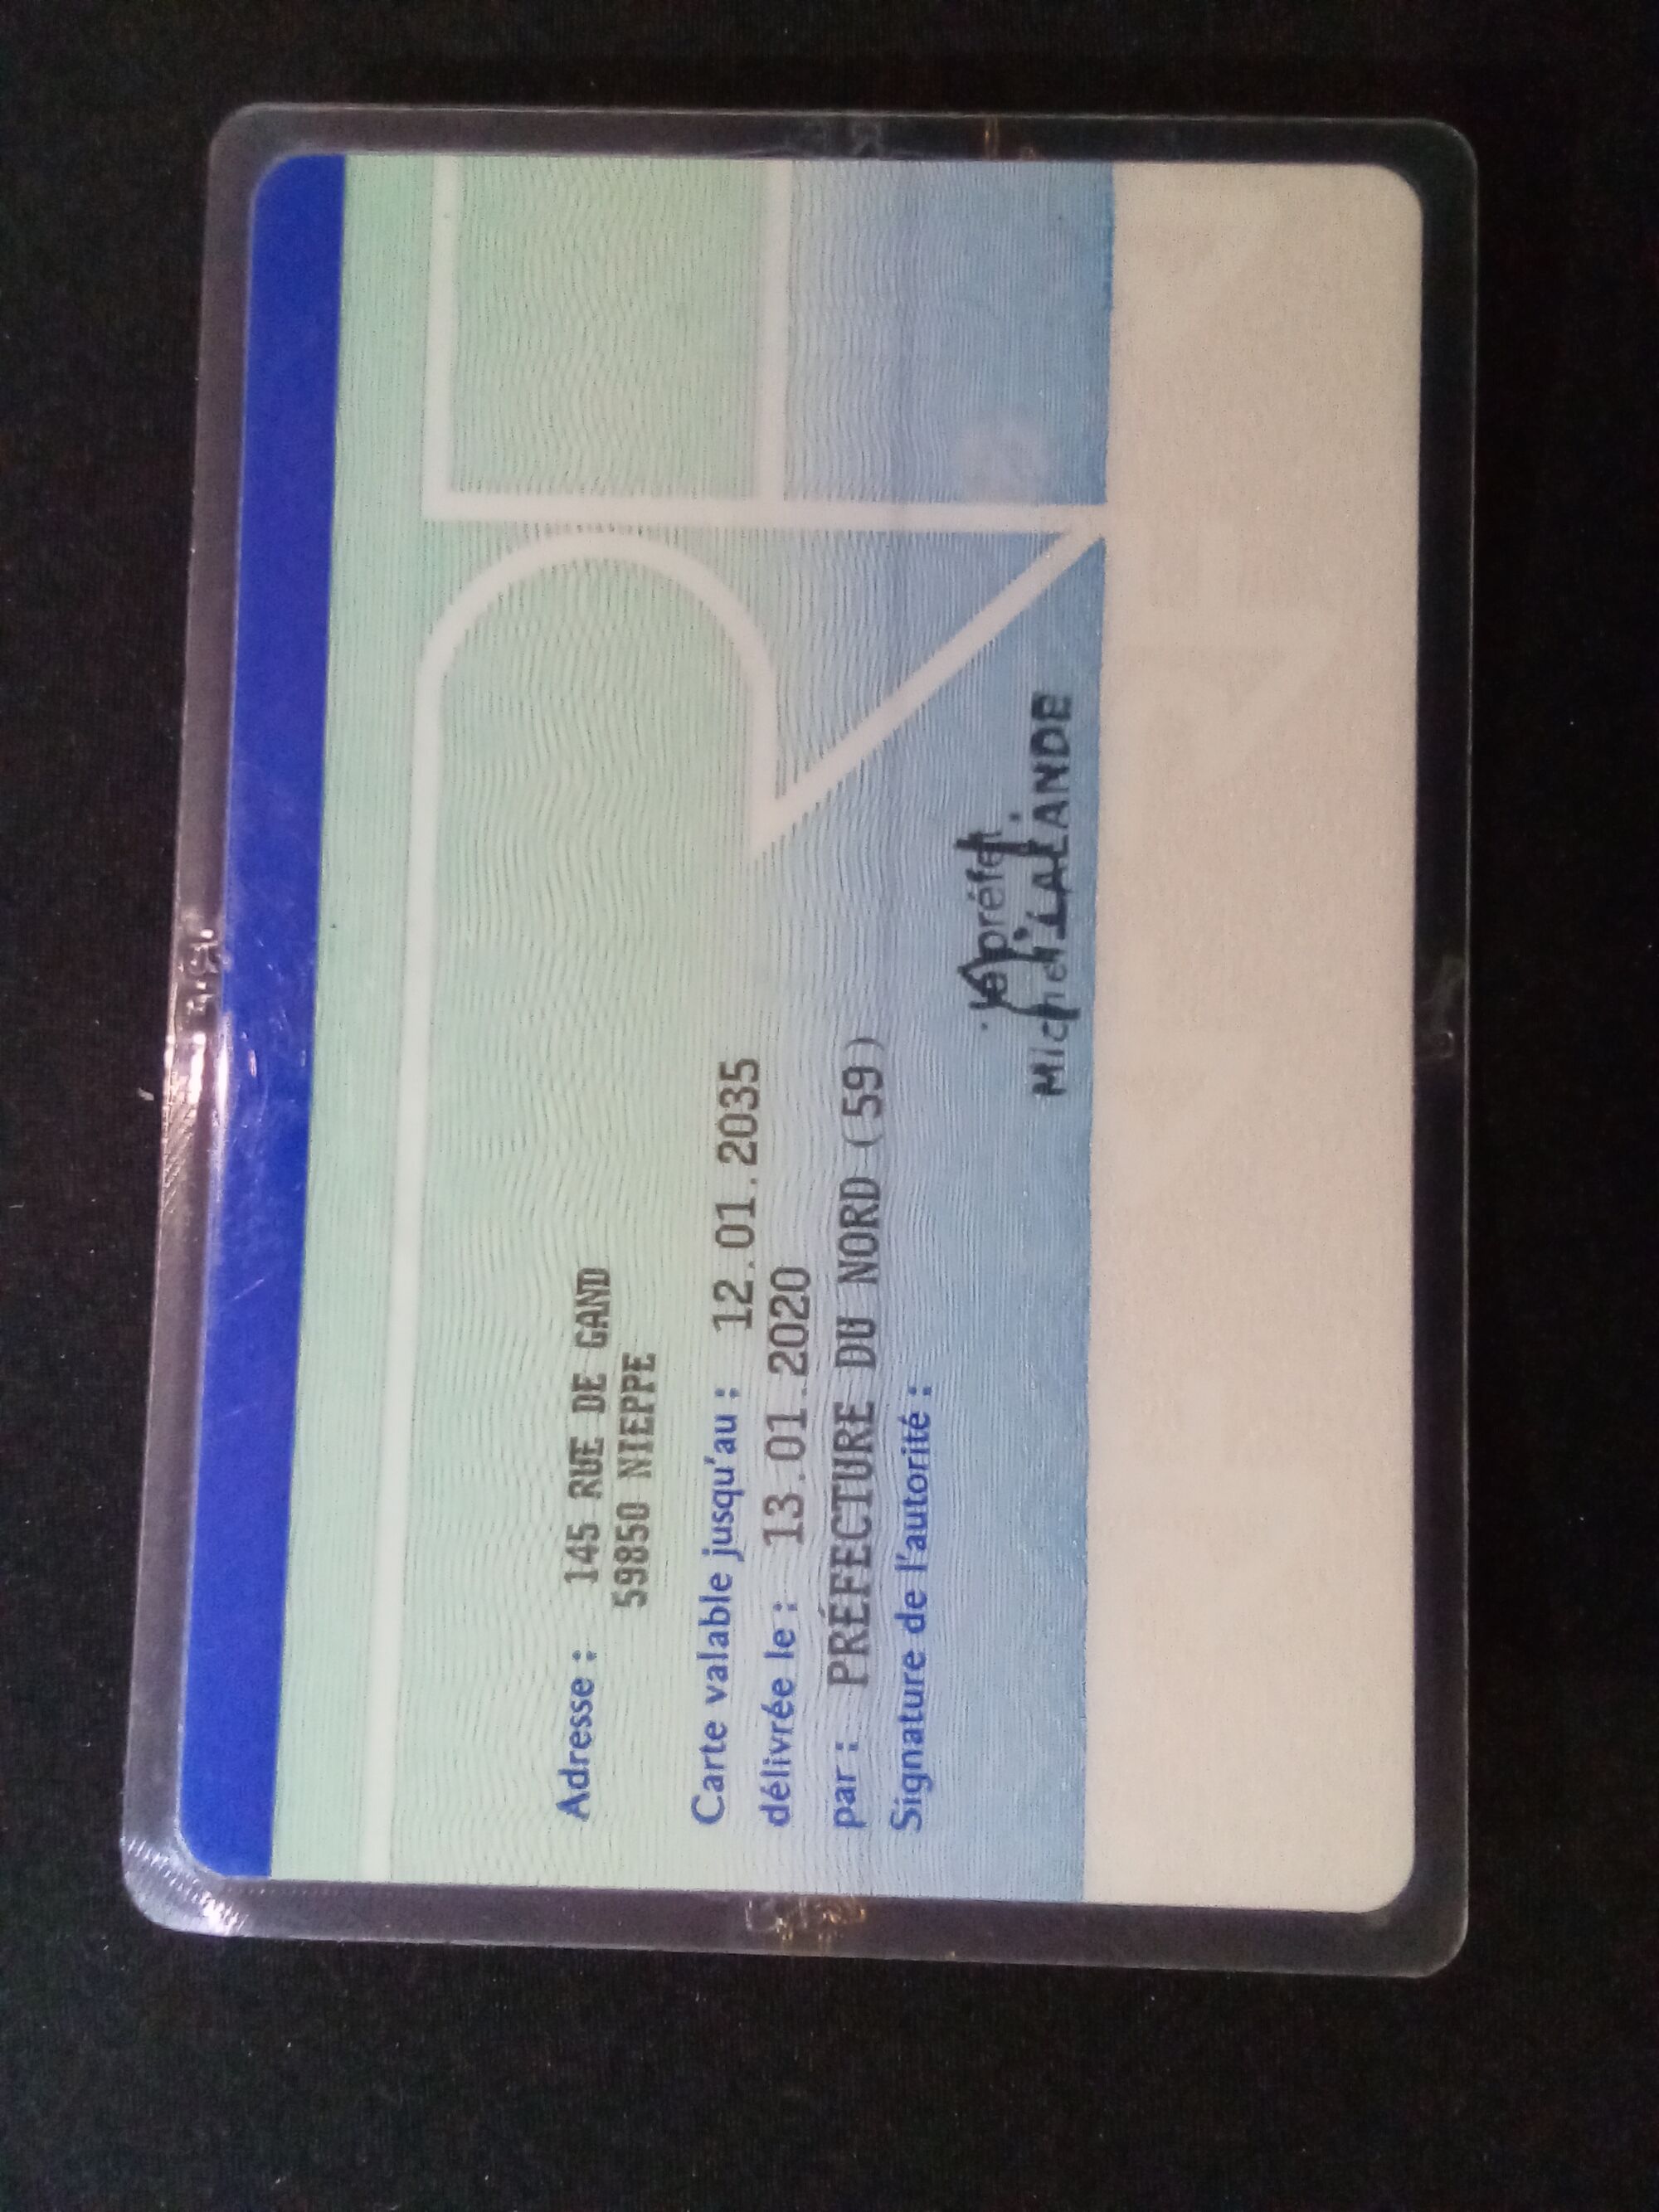 Adresse : 145 RUE DE GAND
59850 NIEPPE
Carte valable jusqu'au : 12.01.2035
délivrée le : 13.01.2020
par : PRÉFECTURE DU NORD (59)
Signature de l'autorité :
le préfet
Michel LALANDE